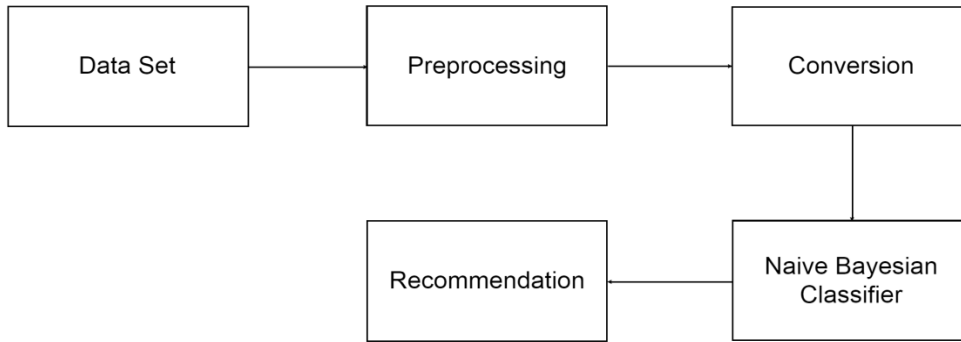 Data Set
Preprocessing
Conversion
Naive Bayesian
Classifier
Recommendation